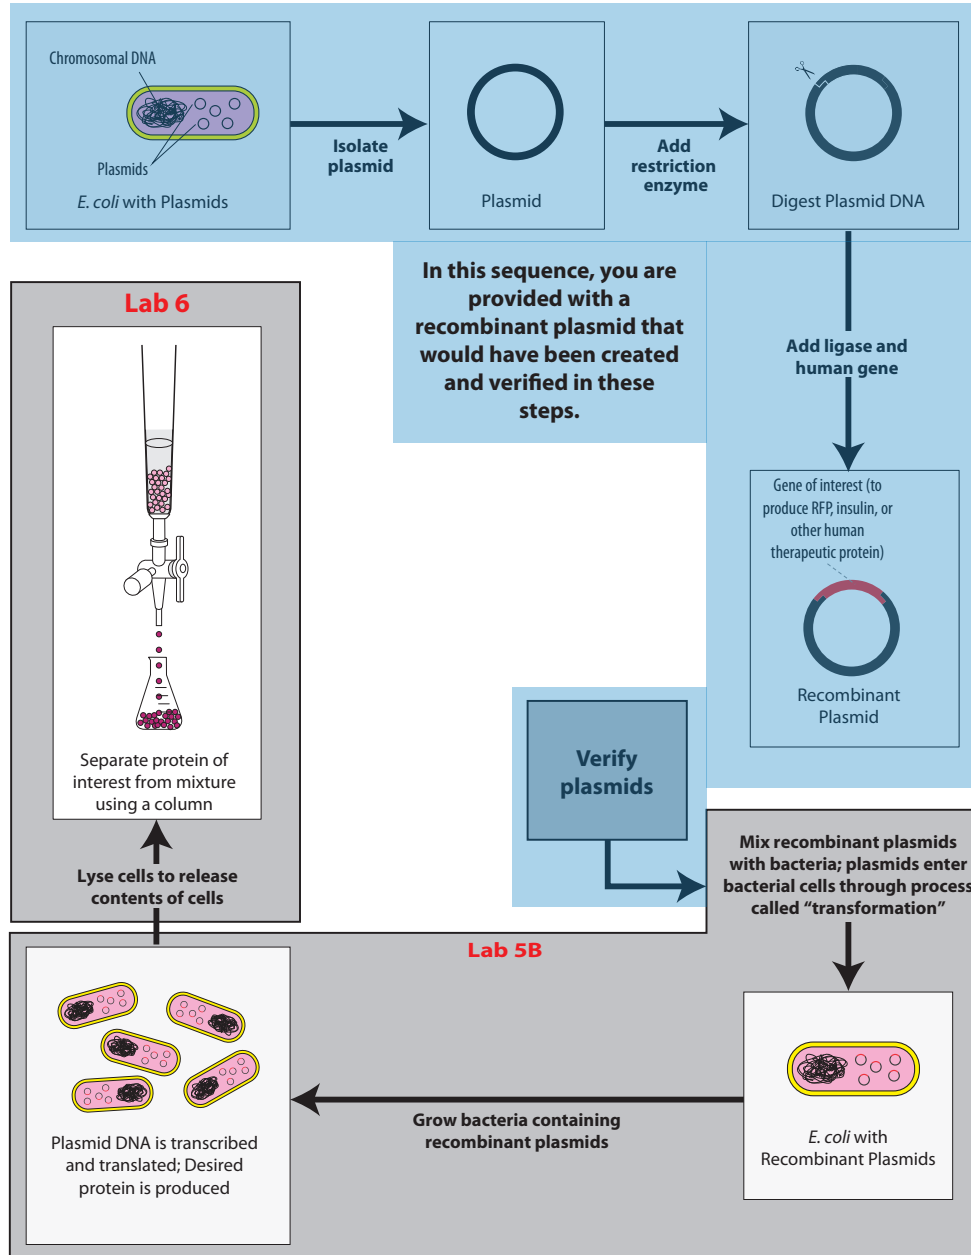 Chromosomal DNA
Plasmids
E. coli with Plasmids
Isolate
plasmid
Plasmid
Add
restriction
enzyme
Digest Plasmid DNA
In this sequence, you are
provided with a
recombinant plasmid that
would have been created
and verified in these
steps.
Add ligase and
human gene
Gene of interest (to
produce RFP, insulin, or
other human
therapeutic protein)
Recombinant
Plasmid
Verify
plasmids
Mix recombinant plasmids
with bacteria; plasmids enter
bacterial cells through process
called “transformation”
Lab 5B
E. coli with
Recombinant Plasmids
Grow bacteria containing
recombinant plasmids
Plasmid DNA is transcribed
and translated; Desired
protein is produced
Lyse cells to release
contents of cells
Lab 6
Separate protein of
interest from mixture
using a column